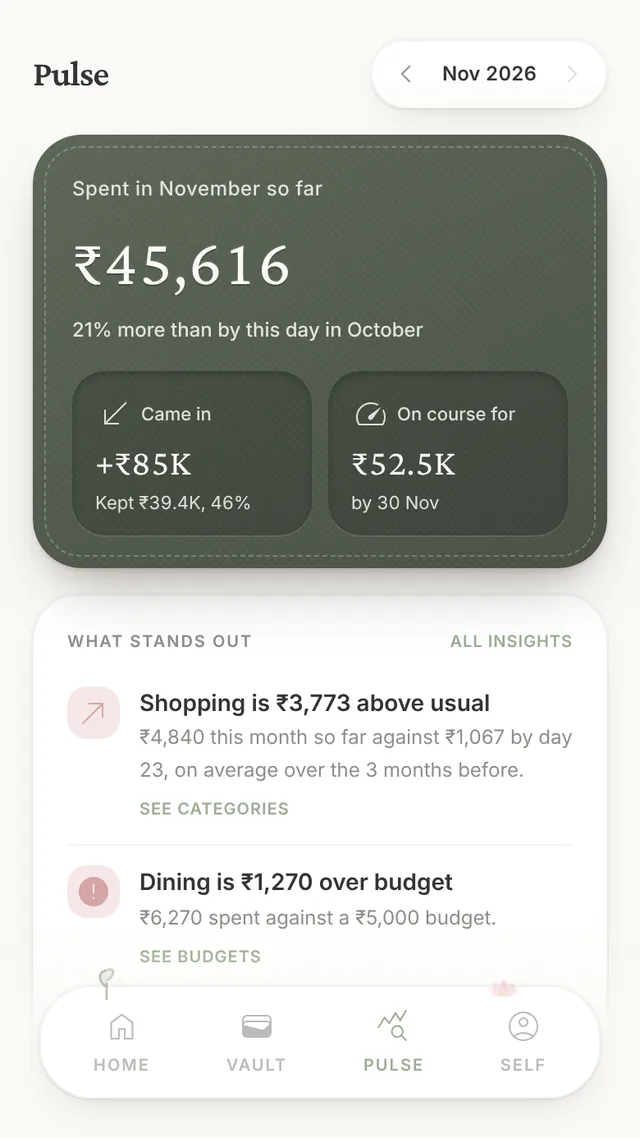 Pulse
Nov 2026
Spent in November so far
₹45,616
21% more than by this day in October
Came in
+₹85K
Kept ₹39.4K, 46%
On course for
₹52.5K
by 30 Nov
WHAT STANDS OUT
ALL INSIGHTS
Shopping is ₹3,773 above usual
₹4,840 this month so far against ₹1,067 by day
23, on average over the 3 months before.
SEE CATEGORIES
Dining is ₹1,270 over budget
₹6,270 spent against a ₹5,000 budget.
SEE BUDGETS
HOME
VAULT
PULSE
SELF